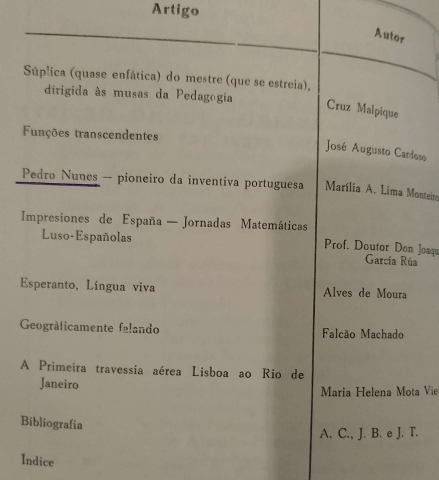 Artigo
Autor
Súplica (quase enfática) do mestre (que se estreia),
dirigida às musas da Pedagogia
Cruz Malpique
Funções transcendentes
José Augusto Cardoso
Pedro Nunes — pioneiro da inventiva portuguesa
Marília A. Lima Monteiro
Impresiones de España — Jornadas Matemáticas
Luso-Españolas
Prof. Doutor Don
García Rúa
Esperanto, Língua viva
Alves de Moura
Geogràficamente falando
Falcão Machado
A Primeira travessia aérea Lisboa ao Rio de
Janeiro
Maria Helena Mota
Bibliografia
A. C., J. B. e J. T.
Índice